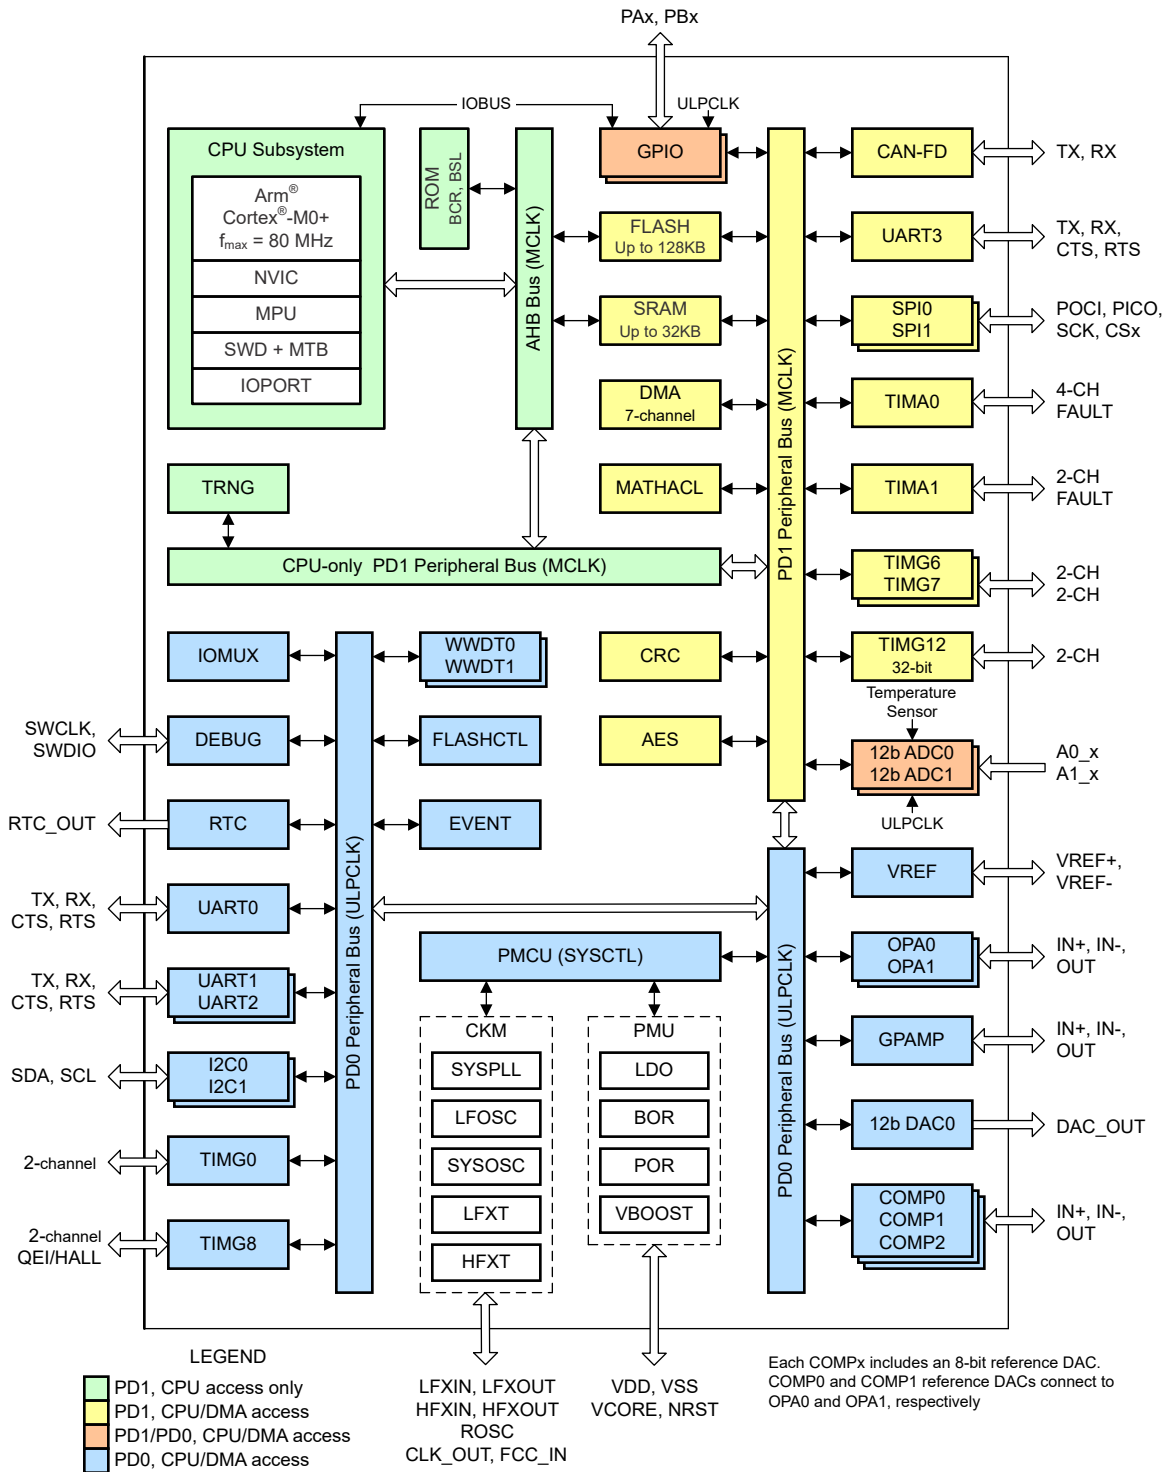 PAx, PBx
IOBUS
ULPCLK
CPU Subsystem
Arm®
Cortex®-M0+
fmax = 80 MHz
NVIC
MPU
SWD + MTB
IOPORT
ROM
BCR, BSL
AHB Bus (MCLK)
GPIO
FLASH
Up to 128KB
SRAM
Up to 32KB
DMA
7-channel
MATHACL
PD1 Peripheral Bus (MCLK)
CAN-FD
TX, RX
UART3
TX, RX,
CTS, RTS
SPI0
SPI1
POCI, PICO,
SCK, CSx
TIMA0
4-CH
FAULT
TIMA1
2-CH
FAULT
TRNG
CPU-only PD1 Peripheral Bus (MCLK)
TIMG6
TIMG7
2-CH
2-CH
CRC
TIMG12
32-bit
2-CH
AES
Temperature
Sensor
12b ADC0
12b ADC1
A0_x
A1_x
ULPCLK
IOMUX
WWDT0
WWDT1
SWCLK,
SWDIO
DEBUG
FLASHCTL
RTC_OUT
RTC
EVENT
PD0 Peripheral Bus (ULPCLK)
TX, RX,
CTS, RTS
UART0
TX, RX,
CTS, RTS
UART1
UART2
SDA, SCL
I2C0
I2C1
2-channel
TIMG0
2-channel
QEI/HALL
TIMG8
PMCU (SYSCTL)
CKM
SYSPLL
LFOSC
SYSOSC
LFXT
HFXT
PMU
LDO
BOR
POR
VBOOST
PD0 Peripheral Bus (ULPCLK)
VREF
VREF+,
VREF-
OPA0
OPA1
IN+, IN-,
OUT
GPAMP
IN+, IN-,
OUT
12b DAC0
DAC_OUT
COMP0
COMP1
COMP2
IN+, IN-,
OUT
LEGEND
PD1, CPU access only
PD1, CPU/DMA access
PD1/PD0, CPU/DMA access
PD0, CPU/DMA access
LFXIN, LFXOUT
HFXIN, HFXOUT
ROSC
CLK_OUT, FCC_IN
VDD, VSS
VCORE, NRST
Each COMPx includes an 8-bit reference DAC.
COMP0 and COMP1 reference DACs connect to
OPA0 and OPA1, respectively